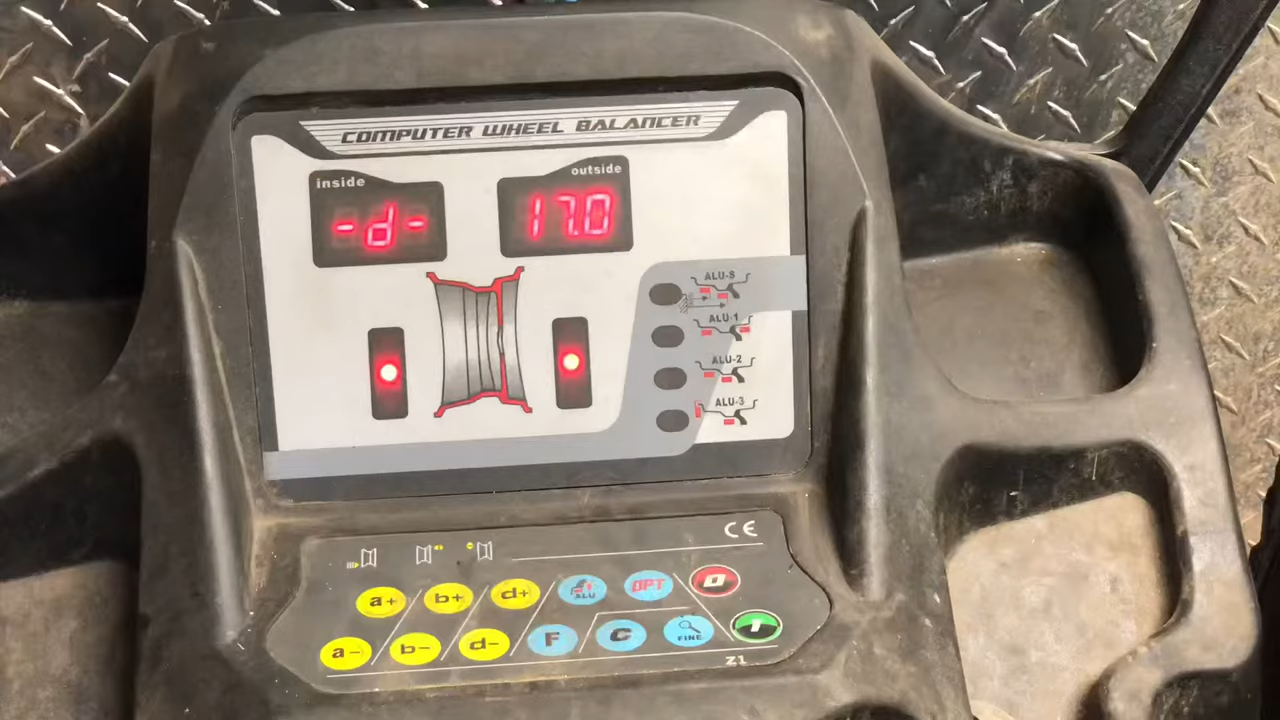 COMPUTER WHEEL BALANCER
inside
outside
-d-
17.0
ALU-S
ALU-1
ALU-2
ALU-3
CE
a+ b+ d+ ALU OPT
a- b- d- F C FINE
Z1